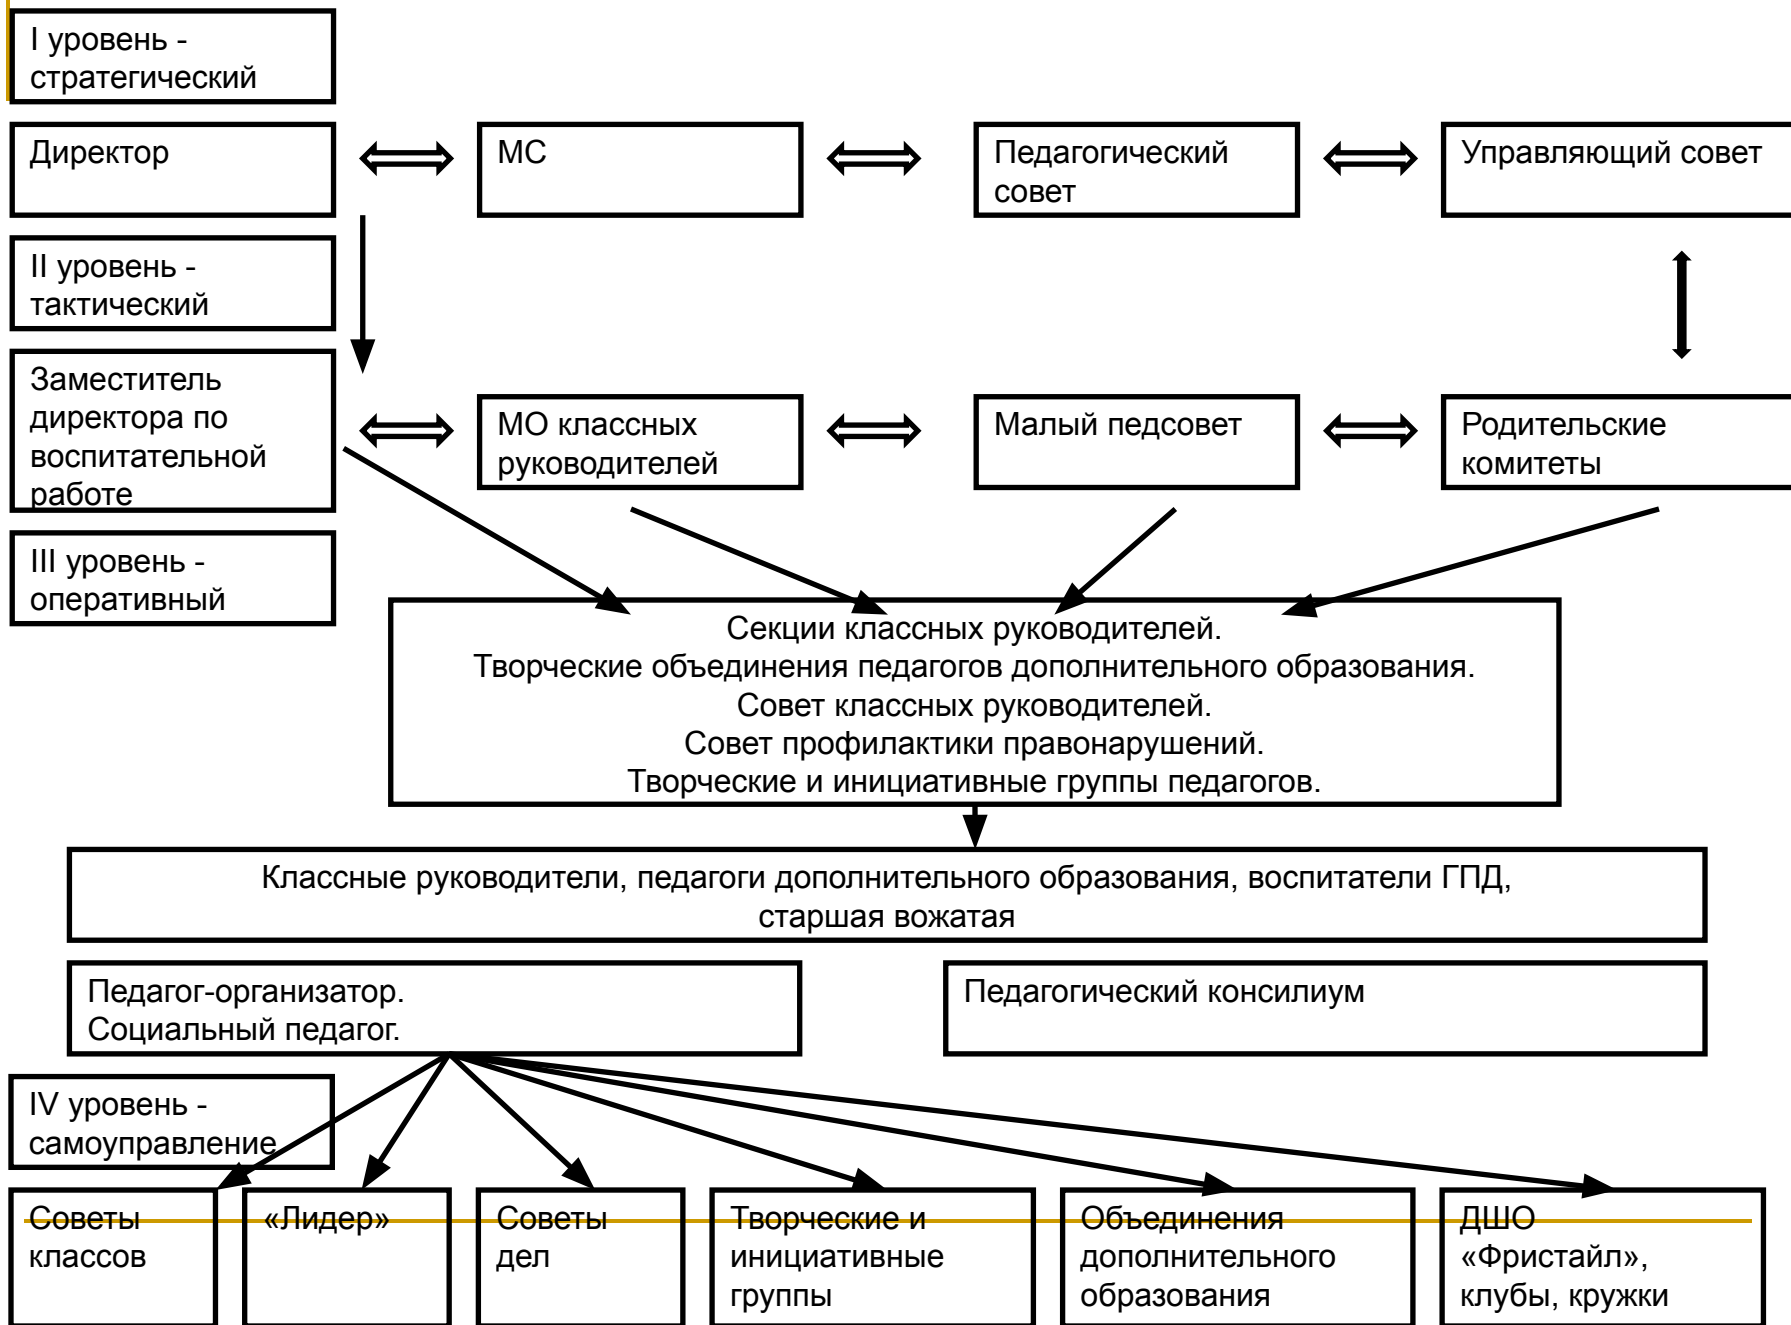 I уровень -
стратегический
Директор
МС
Педагогический
совет
Управляющий совет
II уровень -
тактический
Заместитель
директора по
воспитательной
работе
МО классных
руководителей
Малый педсовет
Родительские
комитеты
III уровень -
оперативный
Секции классных руководителей.
Творческие объединения педагогов дополнительного образования.
Совет классных руководителей.
Совет профилактики правонарушений.
Творческие и инициативные группы педагогов.
Классные руководители, педагоги дополнительного образования, воспитатели ГПД,
старшая вожатая
Педагог-организатор.
Социальный педагог.
Педагогический консилиум
IV уровень -
самоуправление
Советы
классов
«Лидер»
Советы
дел
Творческие и
инициативные
группы
Объединения
дополнительного
образования
ДШО
«Фристайл»,
клубы, кружки